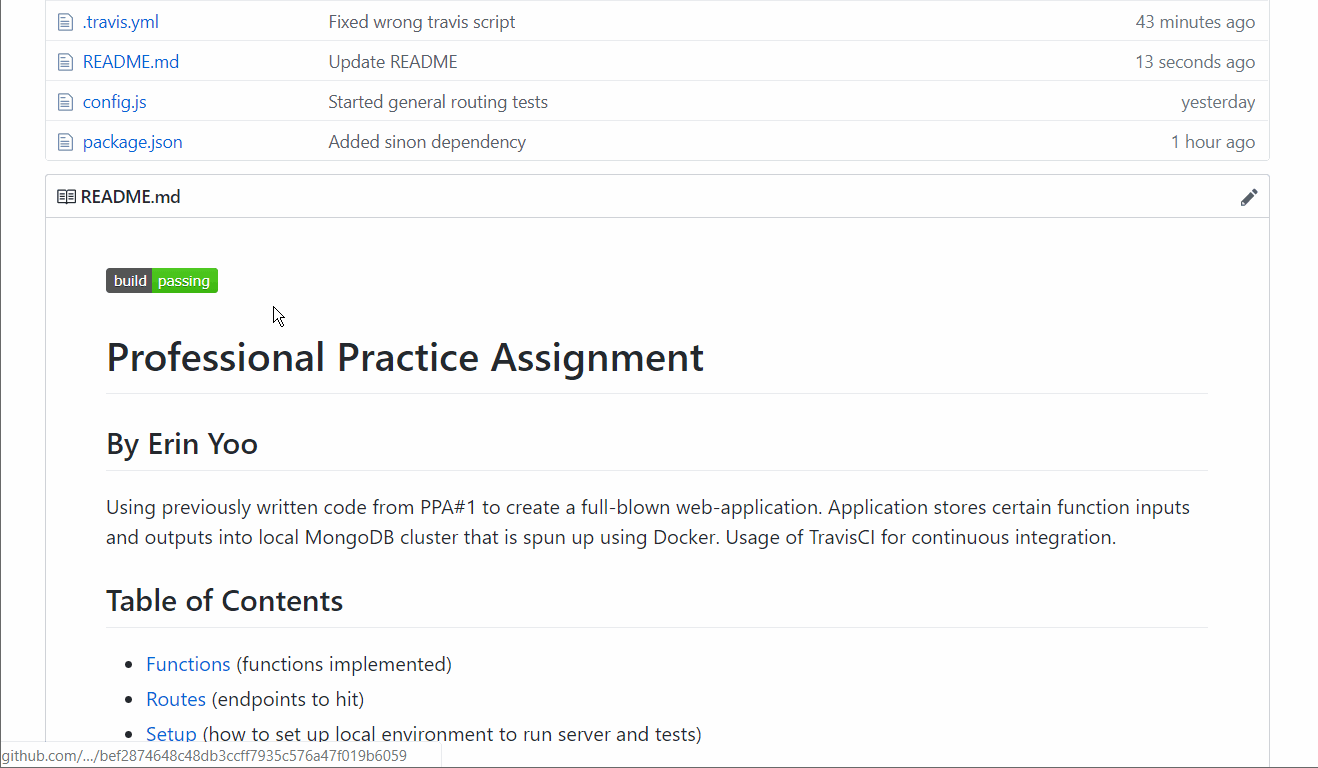 .travis.yml Fixed wrong travis script 43 minutes ago
README.md Update README 13 seconds ago
config.js Started general routing tests yesterday
package.json Added sinon dependency 1 hour ago
README.md
build passing
Professional Practice Assignment
By Erin Yoo
Using previously written code from PPA#1 to create a full-blown web-application. Application stores certain function inputs
and outputs into local MongoDB cluster that is spun up using Docker. Usage of TravisCI for continuous integration.
Table of Contents
Functions (functions implemented)
Routes (endpoints to hit)
Setup (how to set up local environment to run server and tests)
github.com/.../bef2874648c48db3ccff7935c576a47f019b6059